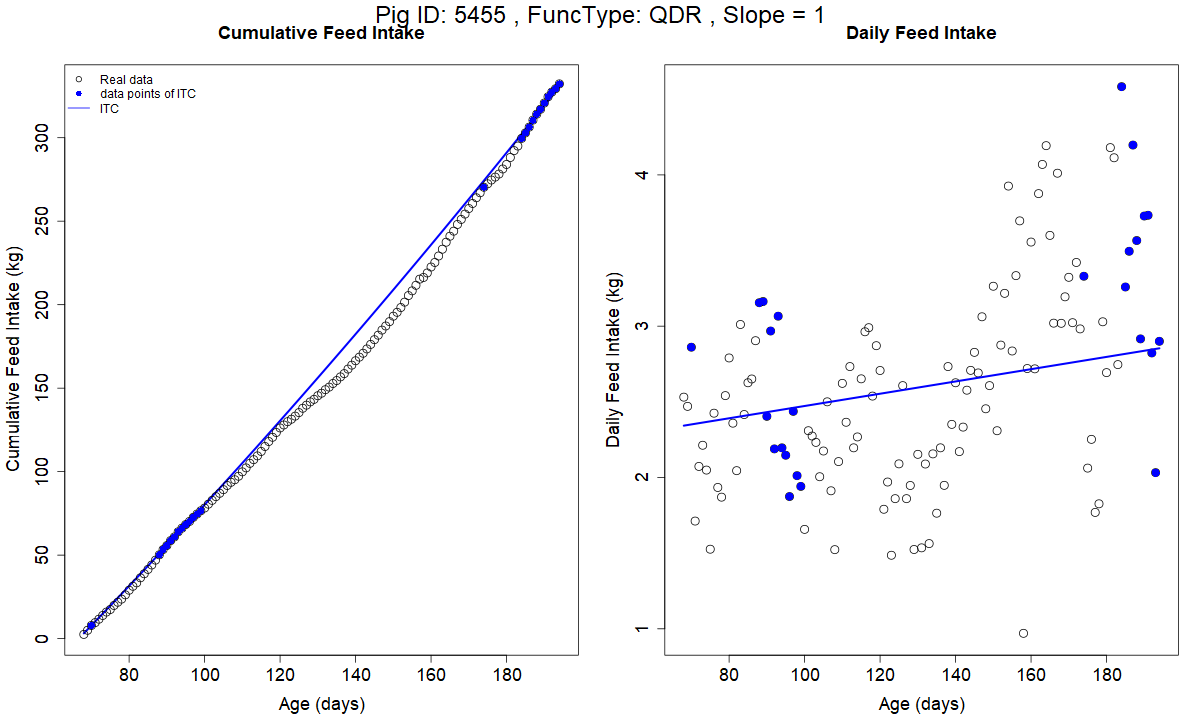 Pig ID: 5455 , FuncType: QDR , Slope = 1
Cumulative Feed Intake
Daily Feed Intake
Real data
data points of ITC
ITC
Cumulative Feed Intake (kg)
0
50
100
150
200
250
300
80
100
120
140
160
180
Age (days)
Daily Feed Intake (kg)
1
2
3
4
80
100
120
140
160
180
Age (days)